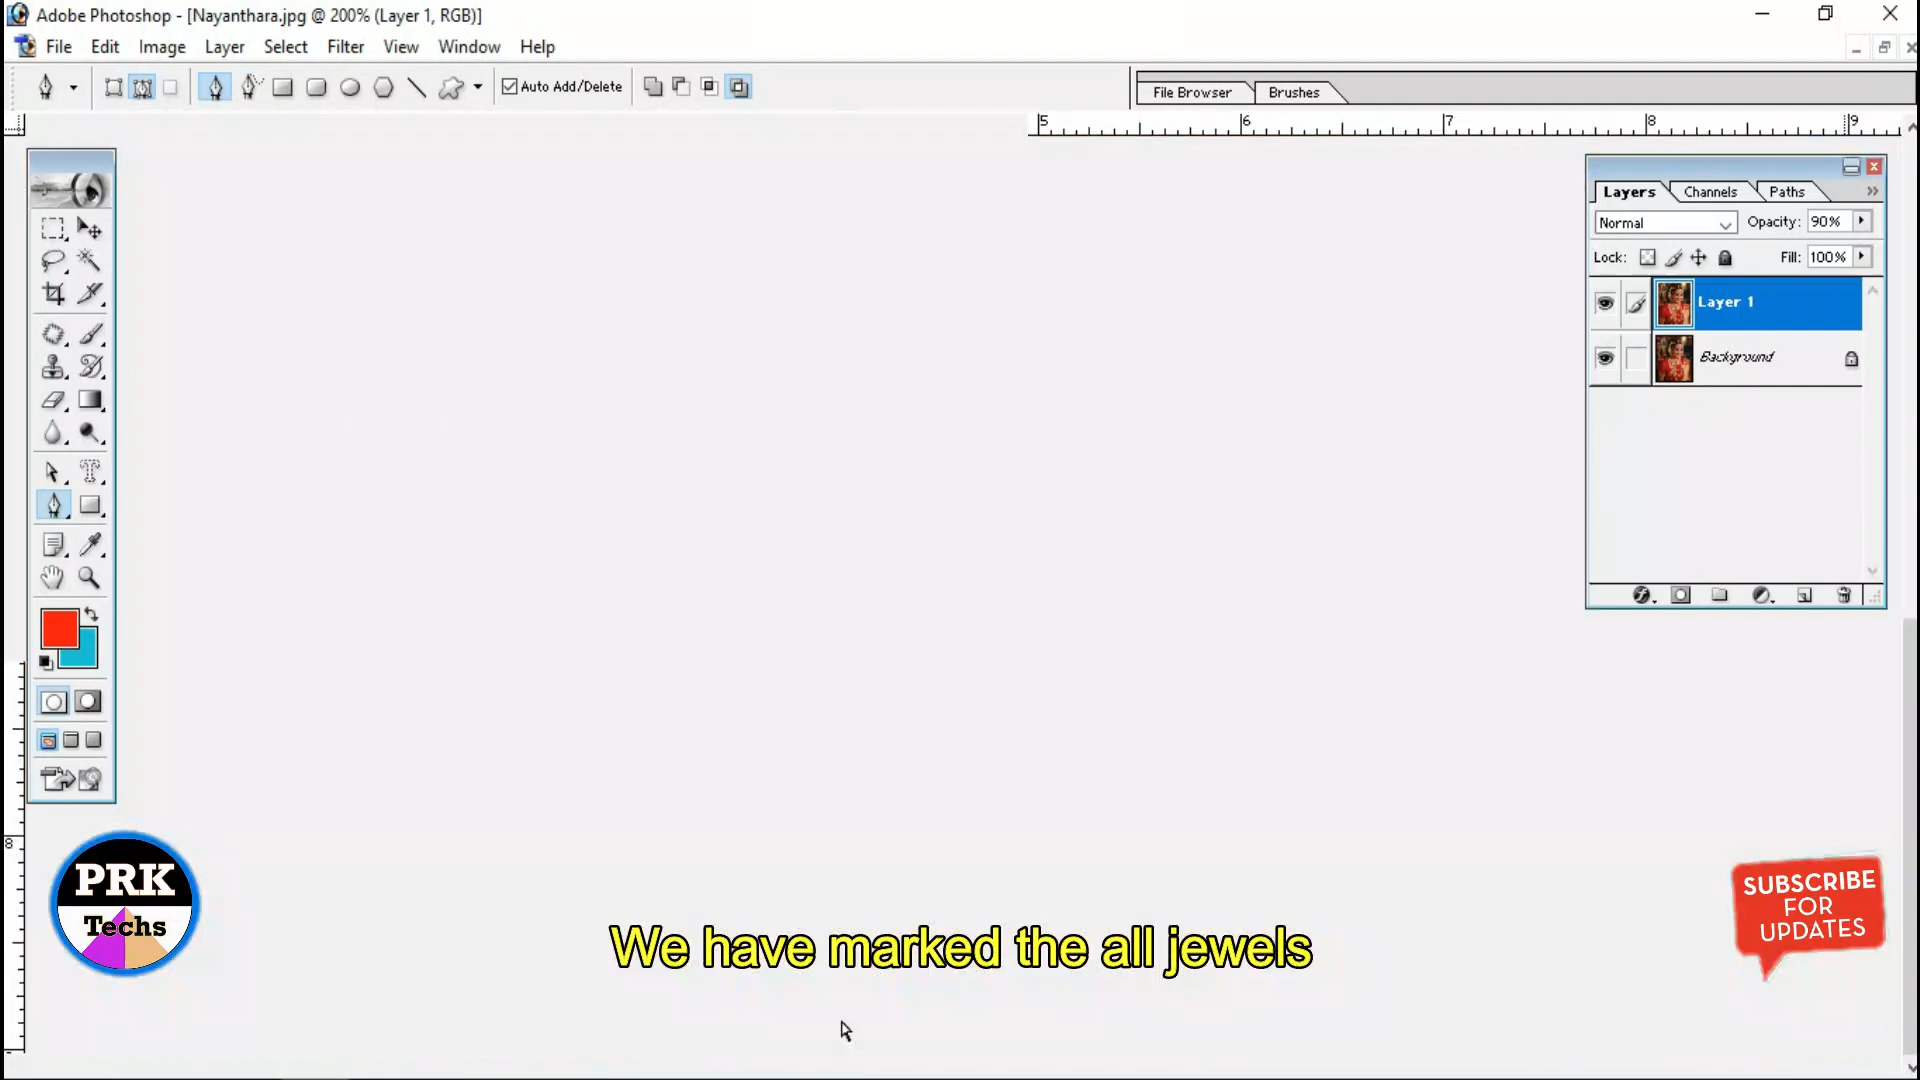 Adobe Photoshop - [Nayanthara.jpg @ 200% (Layer 1, RGB)]
File Edit Image Layer Select Filter View Window Help
Auto Add/Delete
File Browser Brushes
5 6 7 8 9
Layers Channels Paths
Normal Opacity: 90%
Lock: Fill: 100%
Layer 1
Background
T
8
PRK
Techs
SUBSCRIBE
FOR
UPDATES
We have marked the all jewels